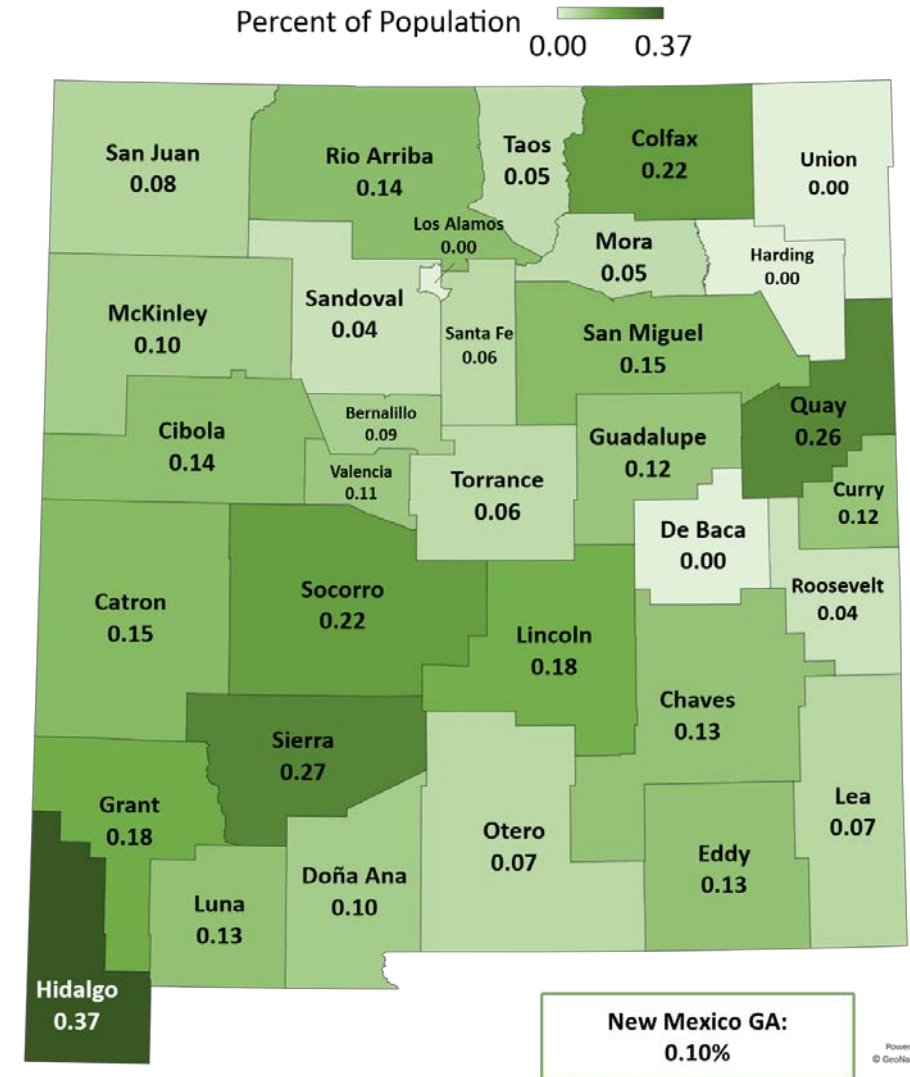 Percent of Population
0.00 0.37
San Juan
0.08
Rio Arriba
0.14
Taos
0.05
Colfax
0.22
Union
0.00
Los Alamos
0.00
Mora
0.05
Harding
0.00
McKinley
0.10
Sandoval
0.04
Santa Fe
0.06
San Miguel
0.15
Quay
0.26
Cibola
0.14
Bernalillo
0.09
Valencia
0.11
Torrance
0.06
Guadalupe
0.12
Curry
0.12
De Baca
0.00
Roosevelt
0.04
Catron
0.15
Socorro
0.22
Lincoln
0.18
Chaves
0.13
Sierra
0.27
Grant
0.18
Lea
0.07
Otero
0.07
Eddy
0.13
Doña Ana
0.10
Luna
0.13
Hidalgo
0.37
New Mexico GA:
0.10%
Power
© GeoNa